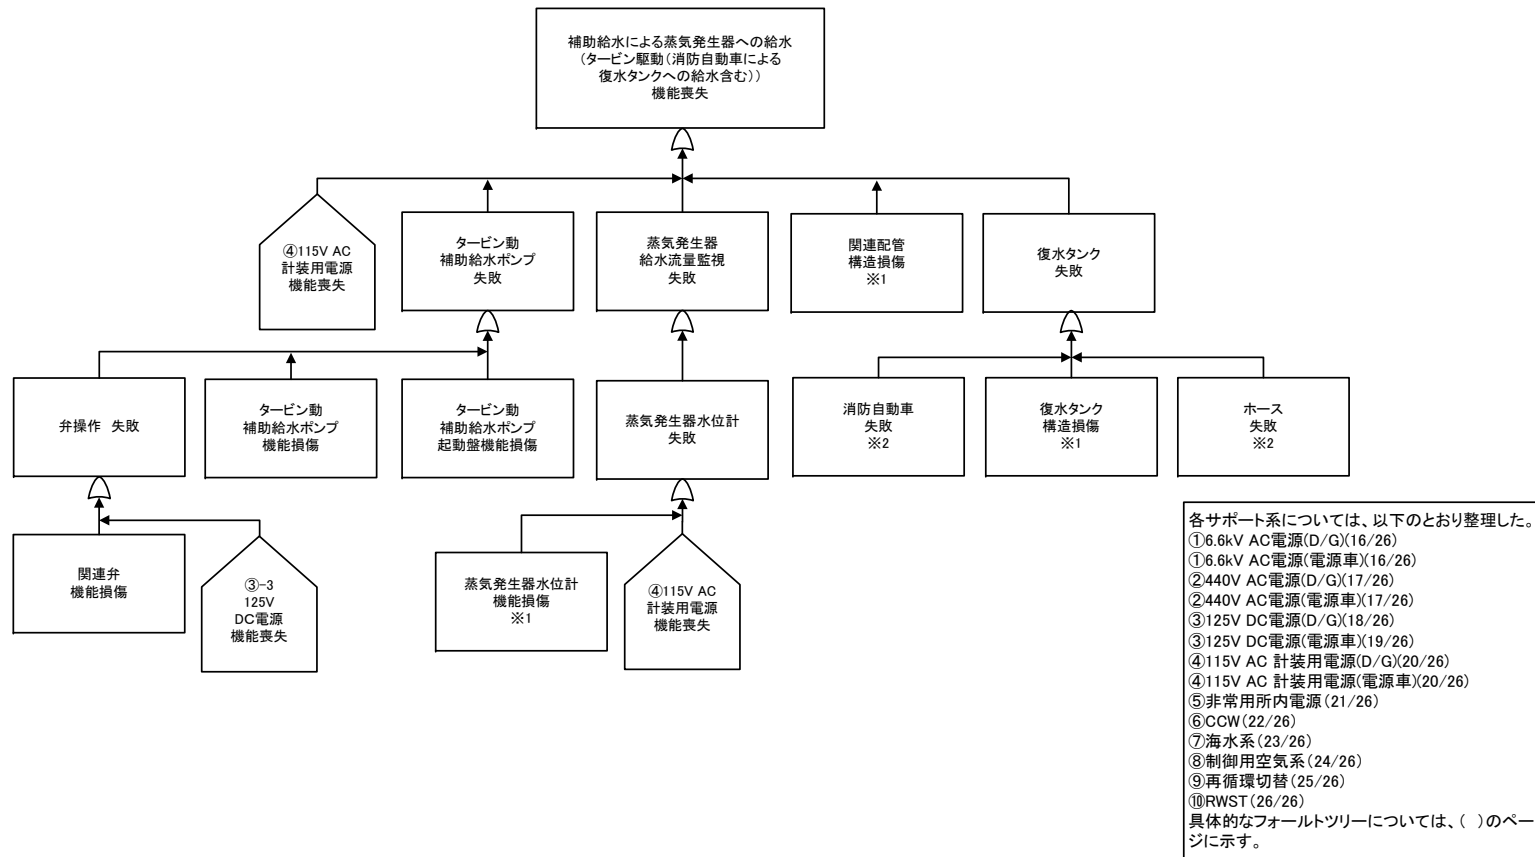 補助給水による蒸気発生器への給水
（タービン駆動（消防自動車による
復水タンクへの給水含む））
機能喪失
④115V AC
計装用電源
機能喪失
タービン動
補助給水ポンプ
失敗
蒸気発生器
給水流量監視
失敗
関連配管
構造損傷
※1
復水タンク
失敗
弁操作 失敗
タービン動
補助給水ポンプ
機能損傷
タービン動
補助給水ポンプ
起動盤機能損傷
蒸気発生器水位計
失敗
消防自動車
失敗
※2
復水タンク
構造損傷
※1
ホース
失敗
※2
関連弁
機能損傷
③-3
125V
DC電源
機能喪失
蒸気発生器水位計
機能損傷
※1
④115V AC
計装用電源
機能喪失
各サポート系については、以下のとおり整理した。
①6.6kV AC電源(D/G)(16/26)
①6.6kV AC電源(電源車)(16/26)
②440V AC電源(D/G)(17/26)
②440V AC電源(電源車)(17/26)
③125V DC電源(D/G)(18/26)
③125V DC電源(電源車)(19/26)
④115V AC 計装用電源(D/G)(20/26)
④115V AC 計装用電源(電源車)(20/26)
⑤非常用所内電源(21/26)
⑥CCW(22/26)
⑦海水系(23/26)
⑧制御用空気系(24/26)
⑨再循環切替(25/26)
⑩RWST(26/26)
具体的なフォールトツリーについては、（ ）のペー
ジに示す。